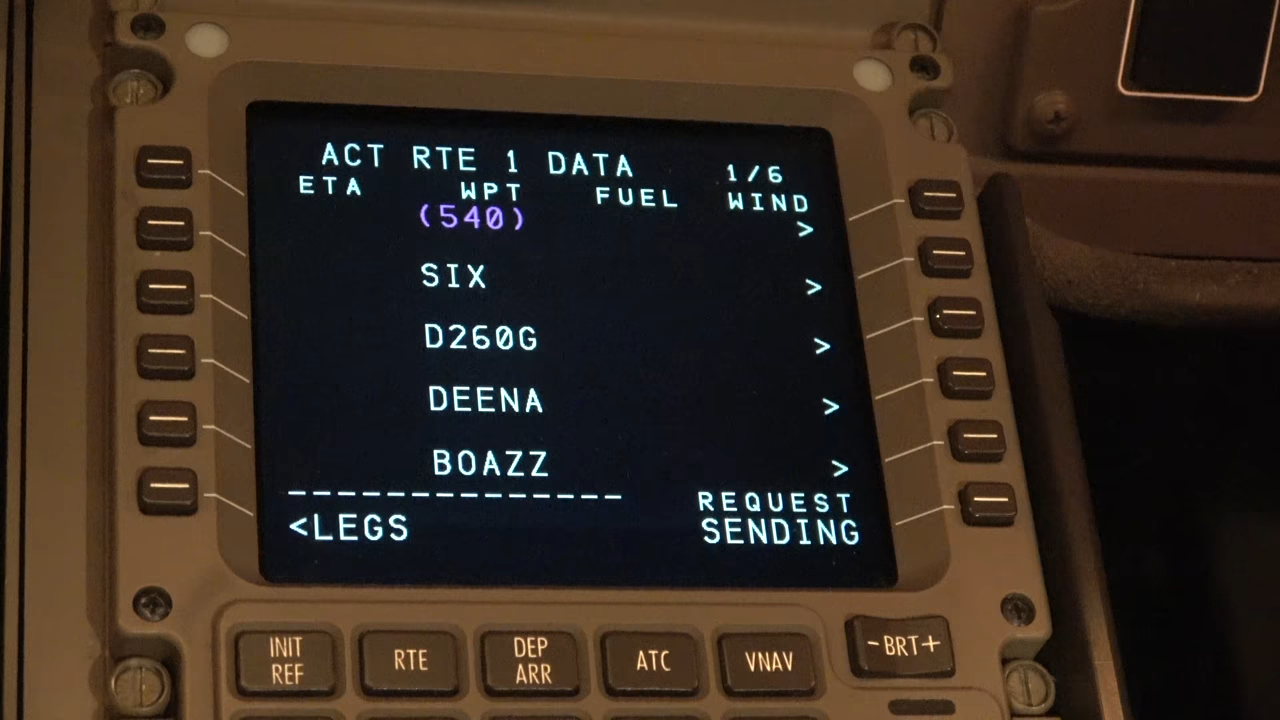 ACT RTE 1 DATA 1/6
ETA WPT FUEL WIND
(540) >
SIX >
D260G >
DEENA >
BOAZZ >
-------------- REQUEST
<LEGS SENDING
INIT REF RTE DEP ARR ATC VNAV -BRT+